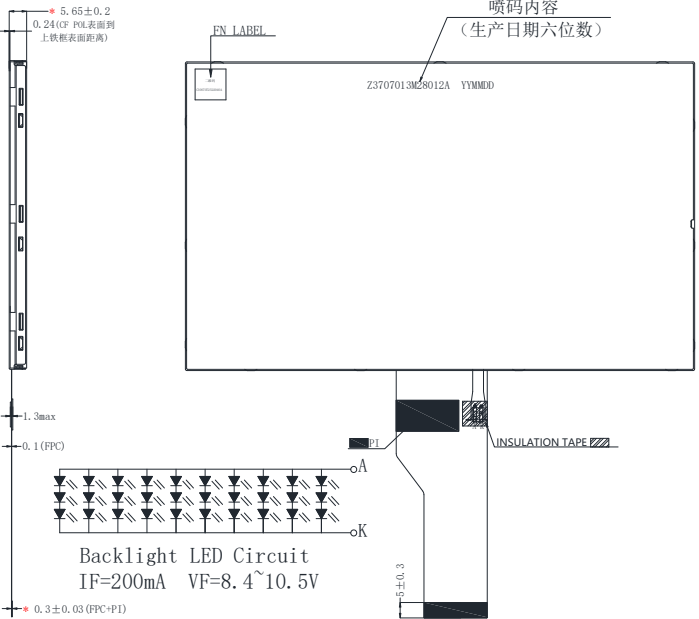 * 5.65±0.2
0.24(CF POL表面到
上铁框表面距离)
FN LABEL
喷码内容
(生产日期六位数)
Z3707013M28012A YYMMDD
1.3max
0.1(FPC)
PI
INSULATION TAPE
A
K
Backlight LED Circuit
IF=200mA VF=8.4~10.5V
5±0.3
* 0.3±0.03(FPC+PI)